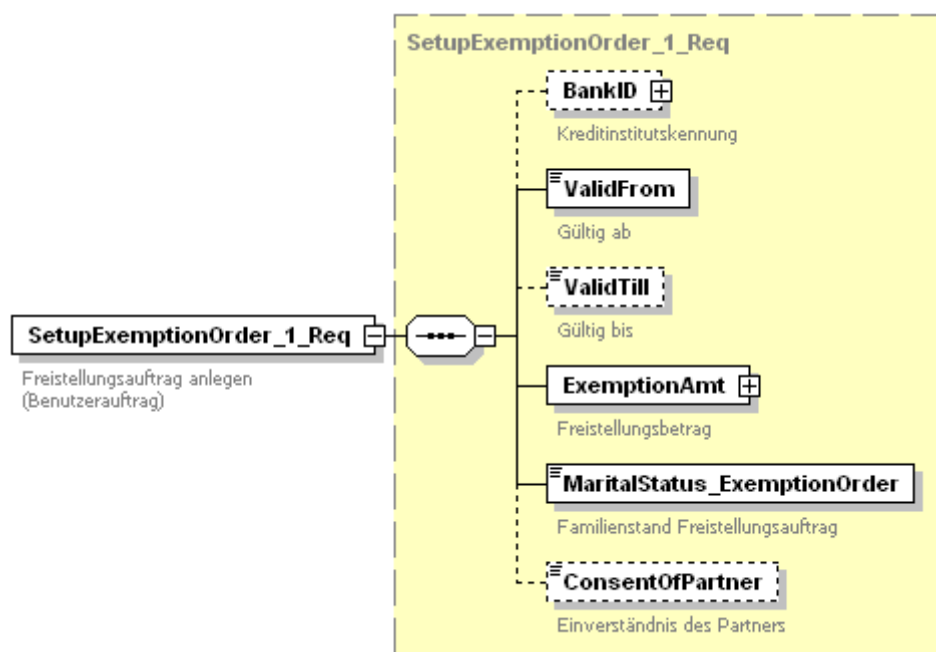 SetupExemptionOrder_1_Req
BankID
Kreditinstitutskennung
ValidFrom
Gültig ab
ValidTill
Gültig bis
SetupExemptionOrder_1_Req
Freistellungsauftrag anlegen
(Benutzerauftrag)
ExemptionAmt
Freistellungsbetrag
MaritalStatus_ExemptionOrder
Familienstand Freistellungsauftrag
ConsentOfPartner
Einverständnis des Partners